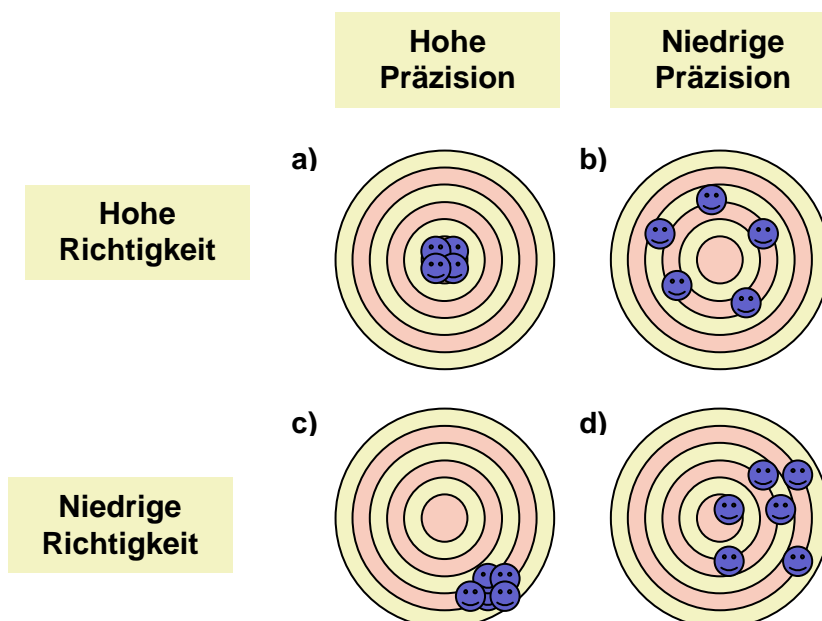 Hohe
Präzision
Niedrige
Präzision
a)
b)
Hohe
Richtigkeit
c)
d)
Niedrige
Richtigkeit